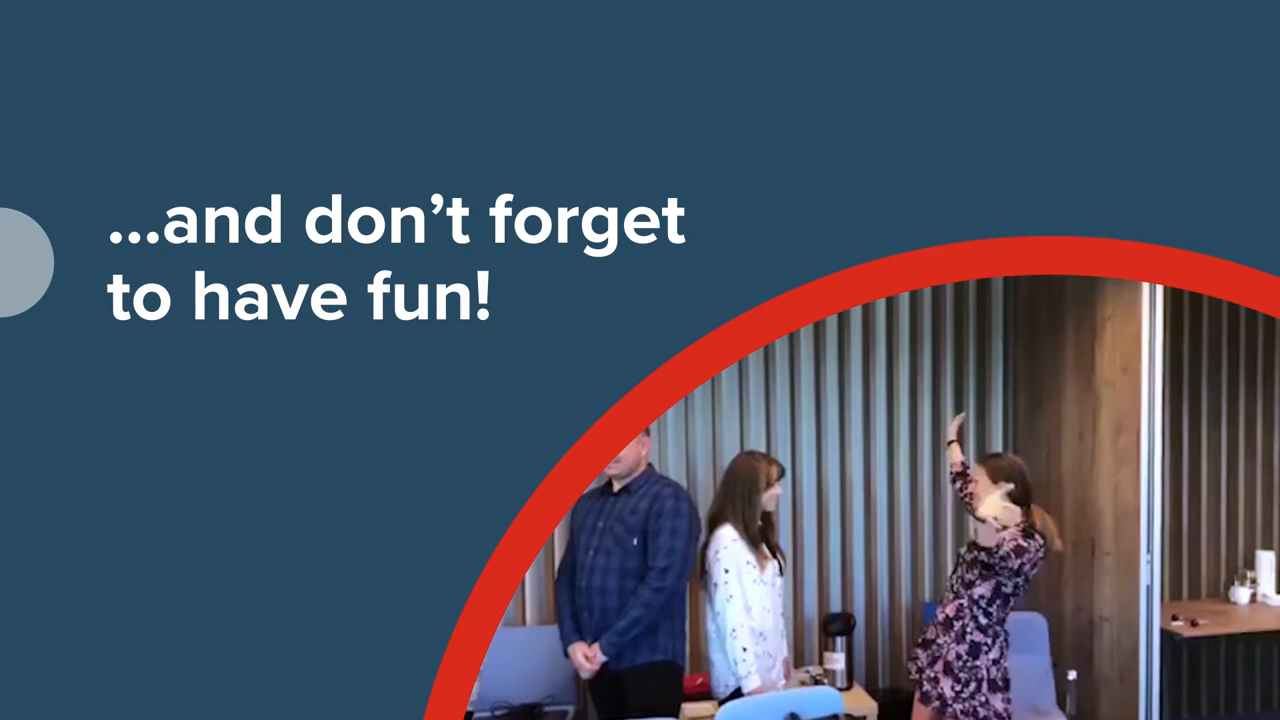 ...and don’t forget
to have fun!